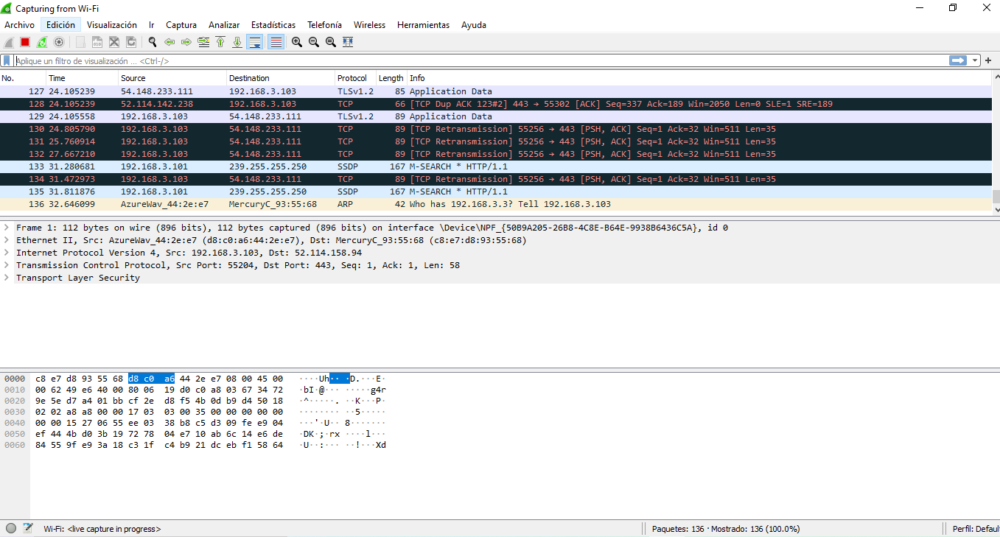 Capturing from Wi-Fi
Archivo Edición Visualización Ir Captura Analizar Estadísticas Telefonía Wireless Herramientas Ayuda
Aplique un filtro de visualización ... <Ctrl-/>
No. Time Source Destination Protocol Length Info
127 24.105239 54.148.233.111 192.168.3.103 TLSv1.2 85 Application Data
128 24.105239 52.114.142.238 192.168.3.103 TCP 66 [TCP Dup ACK 123#2] 443 → 55302 [ACK] Seq=337 Ack=189 Win=2050 Len=0 SLE=1 SRE=189
129 24.105558 192.168.3.103 54.148.233.111 TLSv1.2 89 Application Data
130 24.805790 192.168.3.103 54.148.233.111 TCP 89 [TCP Retransmission] 55256 → 443 [PSH, ACK] Seq=1 Ack=32 Win=511 Len=35
131 25.760914 192.168.3.103 54.148.233.111 TCP 89 [TCP Retransmission] 55256 → 443 [PSH, ACK] Seq=1 Ack=32 Win=511 Len=35
132 27.667210 192.168.3.103 54.148.233.111 TCP 89 [TCP Retransmission] 55256 → 443 [PSH, ACK] Seq=1 Ack=32 Win=511 Len=35
133 31.280681 192.168.3.101 239.255.255.250 SSDP 167 M-SEARCH * HTTP/1.1
134 31.472973 192.168.3.103 54.148.233.111 TCP 89 [TCP Retransmission] 55256 → 443 [PSH, ACK] Seq=1 Ack=32 Win=511 Len=35
135 31.811876 192.168.3.101 239.255.255.250 SSDP 167 M-SEARCH * HTTP/1.1
136 32.646099 AzureWav_44:2e:e7 MercuryC_93:55:68 ARP 42 Who has 192.168.3.3? Tell 192.168.3.103
Frame 1: 112 bytes on wire (896 bits), 112 bytes captured (896 bits) on interface \Device\NPF_{50B9A205-26B8-4C8E-B64E-9938B6436C5A}, id 0
Ethernet II, Src: AzureWav_44:2e:e7 (d8:c0:a6:44:2e:e7), Dst: MercuryC_93:55:68 (c8:e7:d8:93:55:68)
Internet Protocol Version 4, Src: 192.168.3.103, Dst: 52.114.158.94
Transmission Control Protocol, Src Port: 55204, Dst Port: 443, Seq: 1, Ack: 1, Len: 58
Transport Layer Security
0000 c8 e7 d8 93 55 68 d8 c0 a6 44 2e e7 08 00 45 00 ····Uh·· ·D.···E·
0010 00 62 49 e6 40 00 80 06 19 d0 c0 a8 03 67 34 72 ·bI·@··· ·····g4r
0020 9e 5e d7 a4 01 bb cf 2e d8 f5 4b 0d b9 d4 50 18 ·^·····. ··K···P·
0030 02 02 a8 a8 00 00 17 03 03 00 35 00 00 00 00 00 ········ ··5·····
0040 00 00 15 27 06 55 ee 03 38 b8 c5 d3 09 fe e9 04 ···'·U·· 8·······
0050 ef 44 4b d0 3b 19 72 78 04 e7 10 ab 6c 14 e6 de ·DK·;·rx ····l···
0060 84 55 9f e9 3a 18 c3 1f c4 b9 21 dc eb f1 58 64 ·U··:··· ··!···Xd
Wi-Fi: <live capture in progress> Paquetes: 136 · Mostrado: 136 (100.0%) Perfil: Defaul